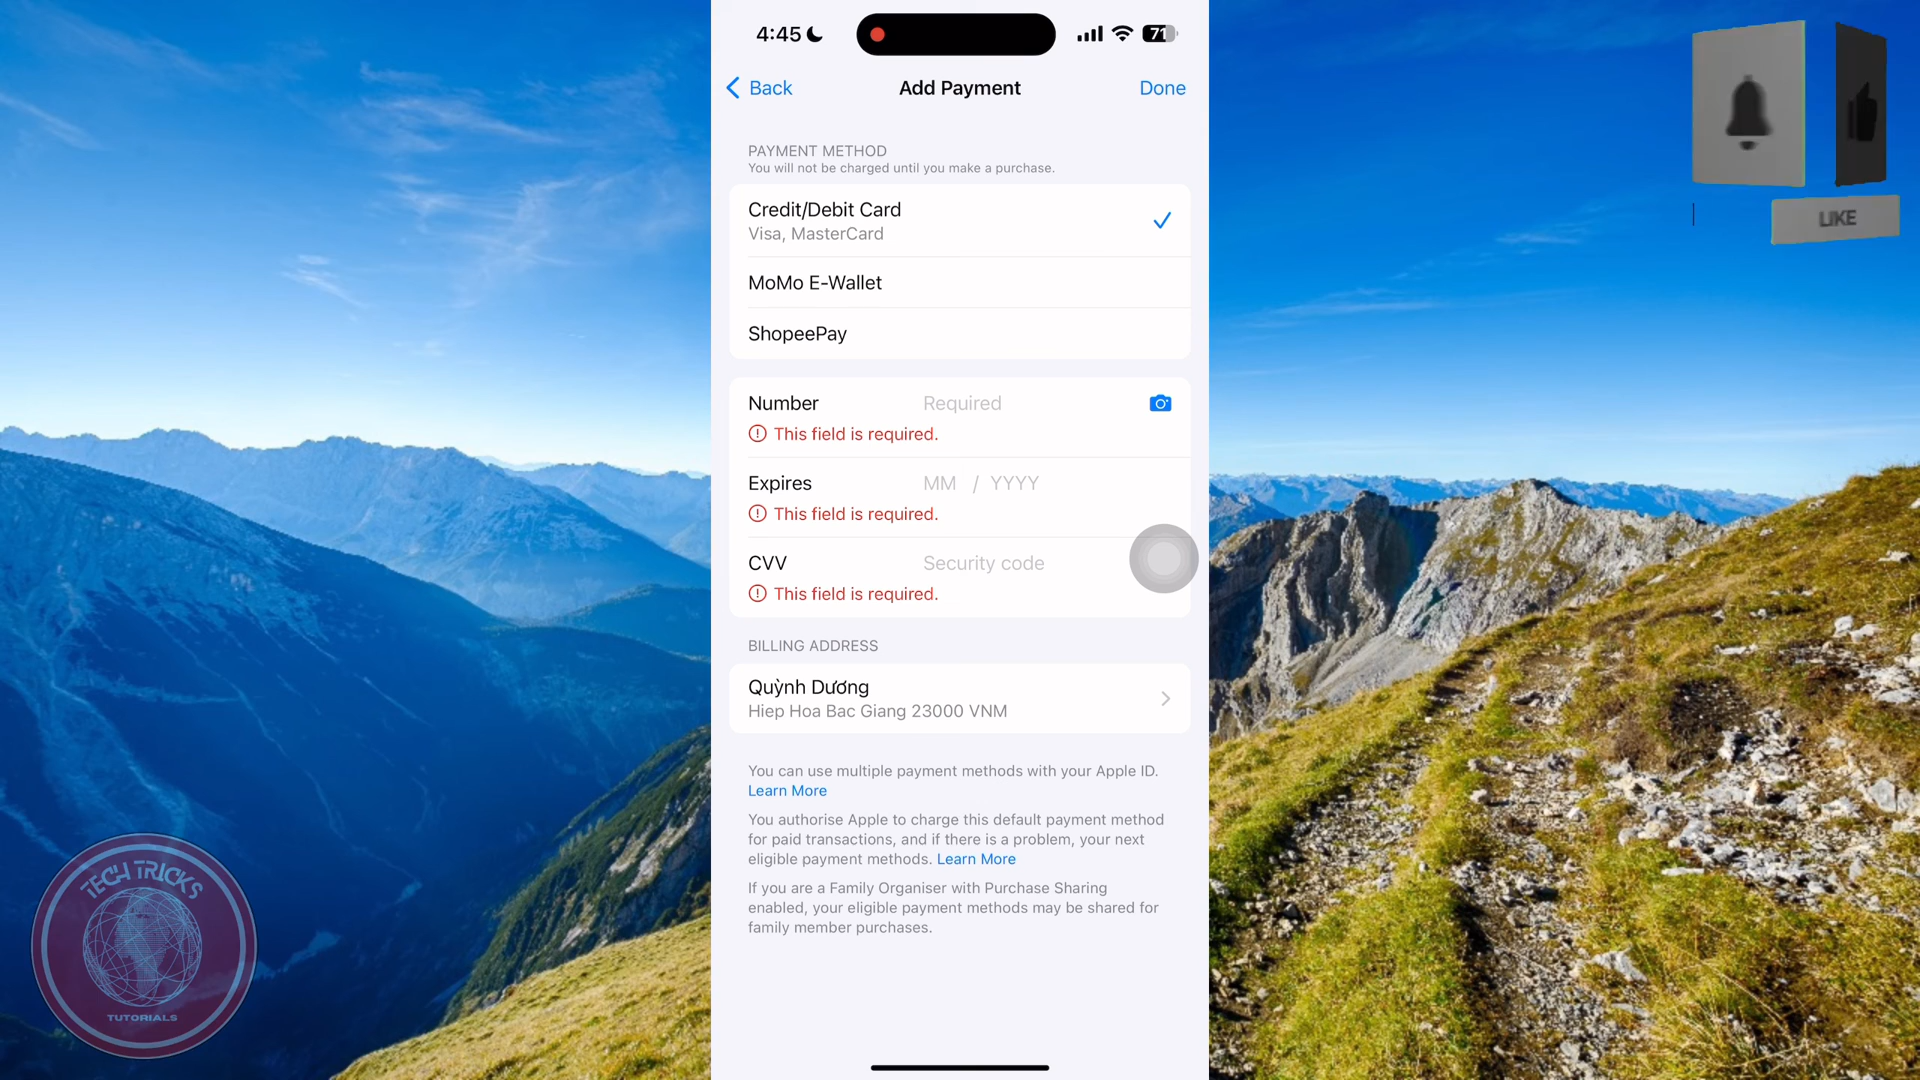 4:45
71
Back
Add Payment
Done
PAYMENT METHOD
You will not be charged until you make a purchase.
Credit/Debit Card
Visa, MasterCard
MoMo E-Wallet
ShopeePay
Number
Required
This field is required.
Expires
MM / YYYY
This field is required.
CVV
Security code
This field is required.
BILLING ADDRESS
Quỳnh Dương
Hiep Hoa Bac Giang 23000 VNM
You can use multiple payment methods with your Apple ID.
Learn More
You authorise Apple to charge this default payment method
for paid transactions, and if there is a problem, your next
eligible payment methods. Learn More
If you are a Family Organiser with Purchase Sharing
enabled, your eligible payment methods may be shared for
family member purchases.
LIKE
TECH TRICKS
TUTORIALS